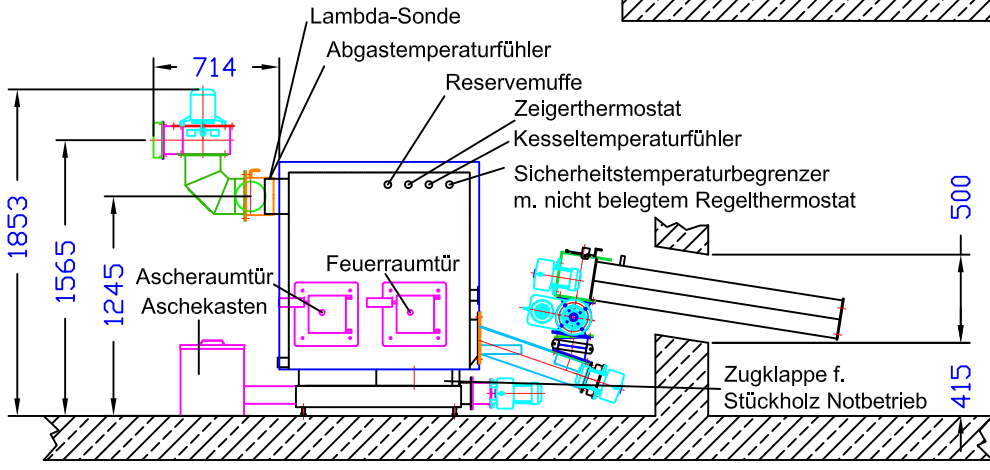 Lambda-Sonde
Abgastemperaturfühler
714
Reservemuffe
Zeigerthermostat
Kesseltemperaturfühler
Sicherheitstemperaturbegrenzer
m. nicht belegtem Regelthermostat
1853
1565
1245
500
Ascheraumtür
Feuerraumtür
Aschekasten
Zugklappe f.
Stückholz Notbetrieb
415